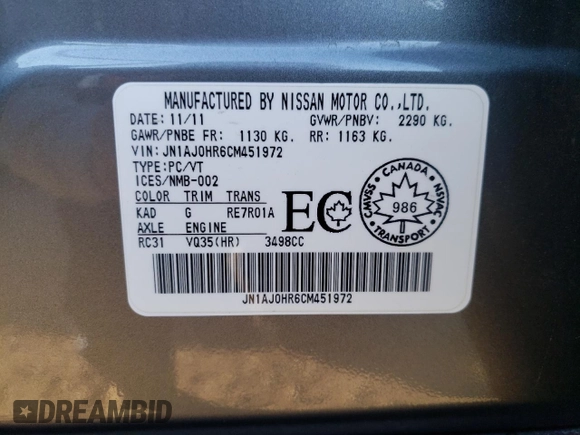 MANUFACTURED BY NISSAN MOTOR CO.,LTD.
DATE: 11/11 GVWR/PNBV: 2290 KG.
GAWR/PNBE FR: 1130 KG. RR: 1163 KG.
VIN: JN1AJ0HR6CM451972
TYPE:PC/VT
ICES/NMB-002
COLOR TRIM TRANS
KAD G RE7R01A
AXLE ENGINE
RC31 VQ35(HR) 3498CC
EC
CANADA
CMVSS NSVAC
986
TRANSPORT
JN1AJ0HR6CM451972
DREAMBID